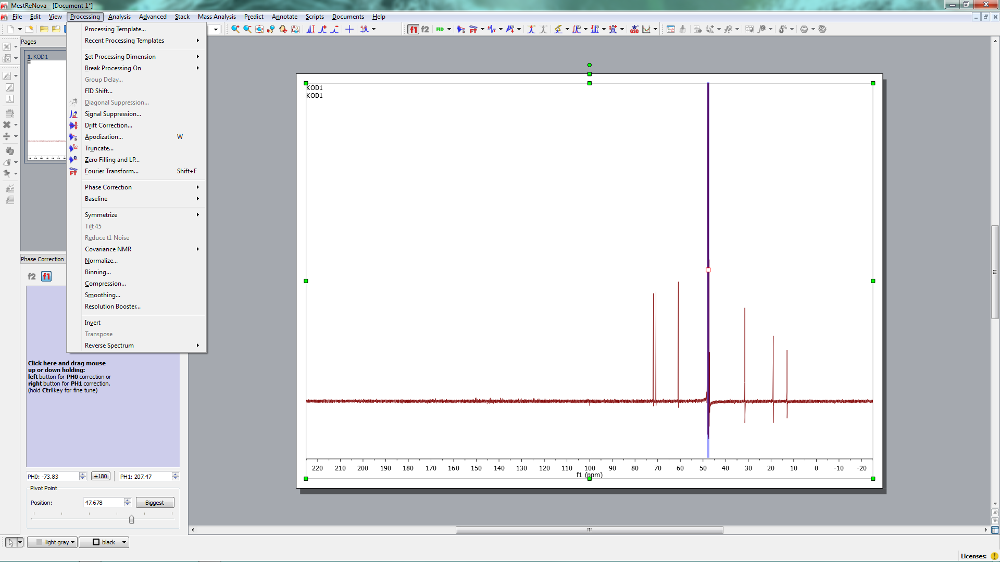 MestReNova - [Document 1*]
File Edit View Processing Analysis Advanced Stack Mass Analysis Predict Annotate Scripts Documents Help
f1 f2 FID FT GSD
Pages
1. KOD1
Processing Template...
Recent Processing Templates
Set Processing Dimension
Break Processing On
Group Delay...
FID Shift...
Diagonal Suppression...
Signal Suppression...
Drift Correction...
Apodization... W
Truncate...
Zero Filling and LP...
FT Fourier Transform... Shift+F
Phase Correction
Baseline
Symmetrize
Tilt 45
Reduce t1 Noise
Covariance NMR
Normalize...
Binning...
Compression...
Smoothing...
Resolution Booster...
Invert
Transpose
Reverse Spectrum
Phase Correction
f2 f1
Click here and drag mouse
up or down holding:
left button for PH0 correction or
right button for PH1 correction.
(hold Ctrl key for fine tune)
PH0: -73.83 +180 PH1: 207.47
Pivot Point
Position: 47.678 Biggest
KOD1
KOD1
220 210 200 190 180 170 160 150 140 130 120 110 100 90 80 70 60 50 40 30 20 10 0 -10 -20
f1 (ppm)
light gray black
Licenses: